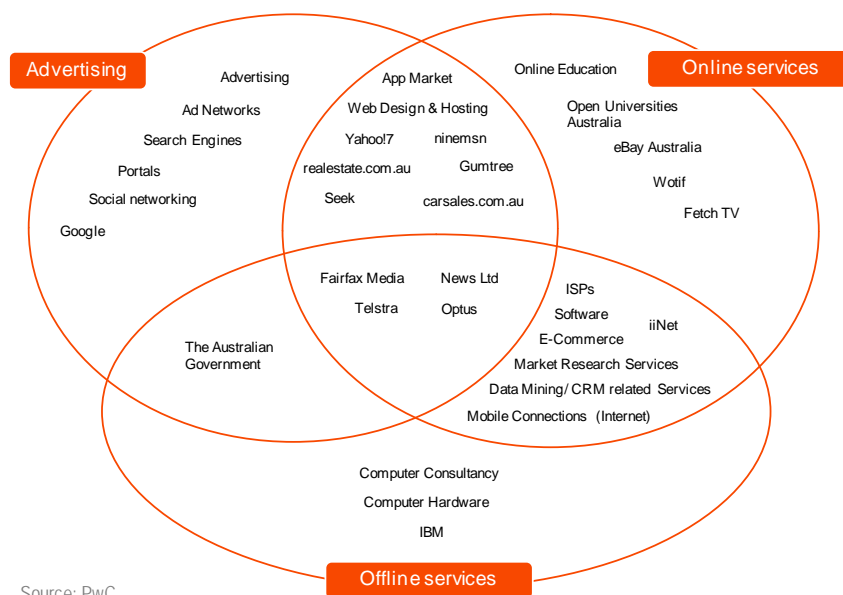 Advertising
Online services
Advertising
Ad Networks
Search Engines
Portals
Social networking
Google
App Market
Web Design & Hosting
Yahoo!7
ninemsn
realestate.com.au
Gumtree
Seek
carsales.com.au
Online Education
Open Universities
Australia
eBay Australia
Wotif
Fetch TV
Fairfax Media
News Ltd
Telstra
Optus
The Australian
Government
ISPs
Software
iiNet
E-Commerce
Market Research Services
Data Mining/ CRM related Services
Mobile Connections (Internet)
Computer Consultancy
Computer Hardware
IBM
Offline services
Source: PwC